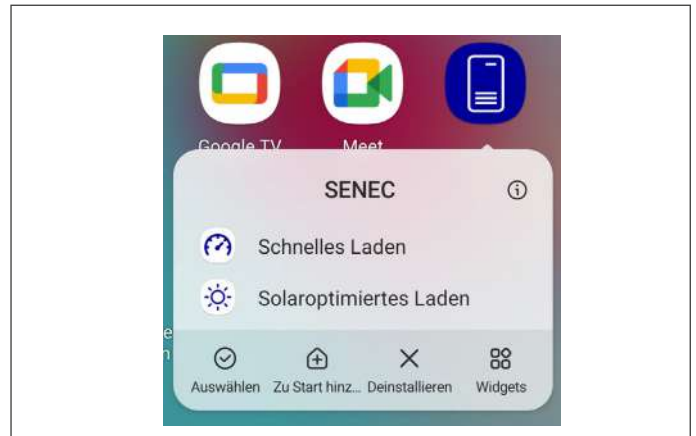 Google TV
Meet
SENEC
Schnelles Laden
Solaroptimiertes Laden
e
n
Auswählen
Zu Start hinz...
Deinstallieren
Widgets